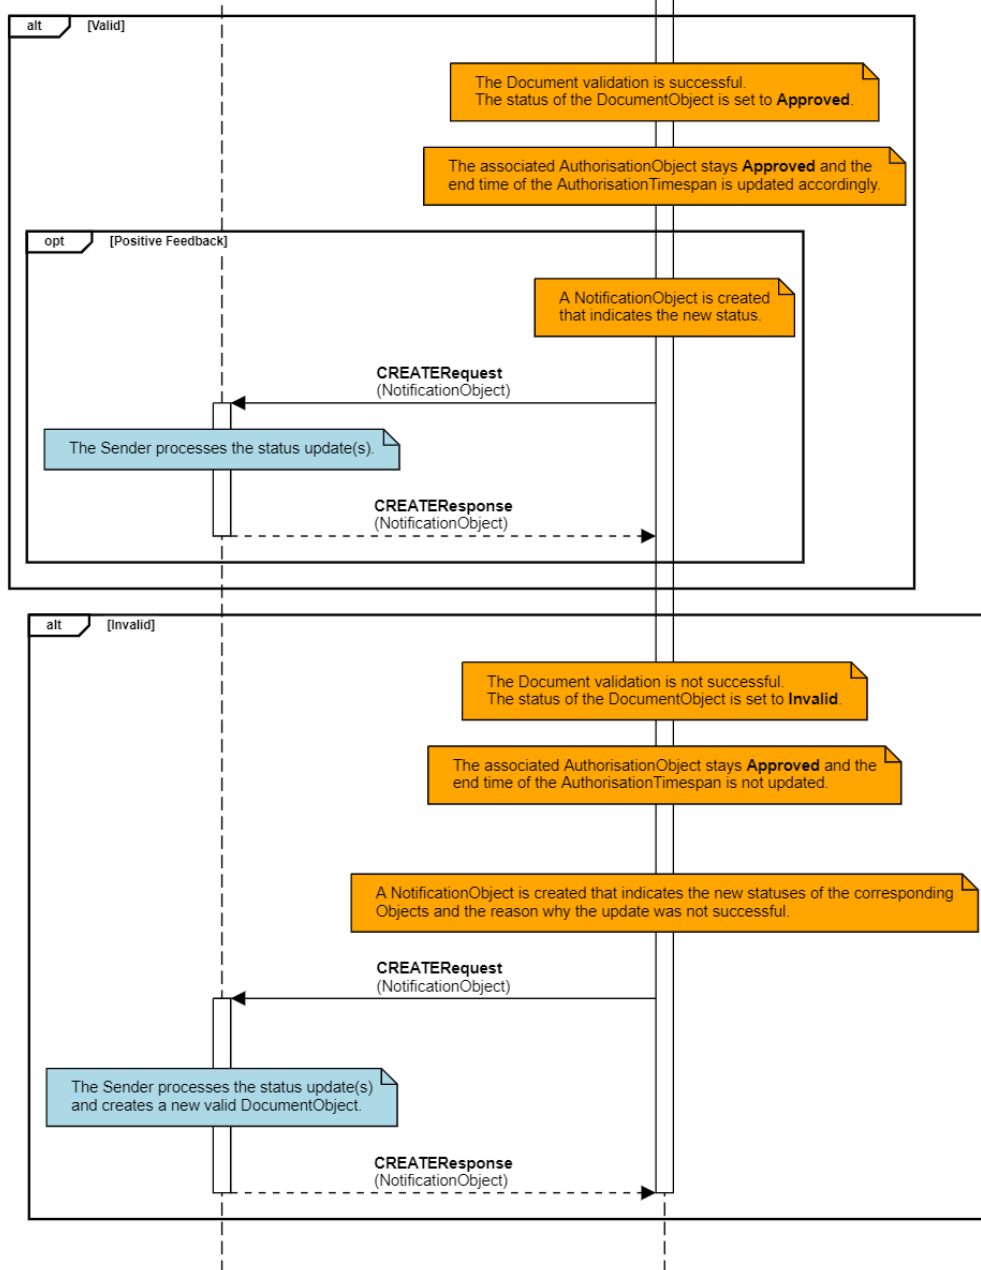 alt
[Valid]
The Document validation is successful.
The status of the DocumentObject is set to Approved.
The associated AuthorisationObject stays Approved and the
end time of the AuthorisationTimespan is updated accordingly.
opt
[Positive Feedback]
A NotificationObject is created
that indicates the new status.
CREATERequest
(NotificationObject)
The Sender processes the status update(s).
CREATEResponse
(NotificationObject)
alt
[Invalid]
The Document validation is not successful.
The status of the DocumentObject is set to Invalid.
The associated AuthorisationObject stays Approved and the
end time of the AuthorisationTimespan is not updated.
A NotificationObject is created that indicates the new statuses of the corresponding
Objects and the reason why the update was not successful.
CREATERequest
(NotificationObject)
The Sender processes the status update(s)
and creates a new valid DocumentObject.
CREATEResponse
(NotificationObject)